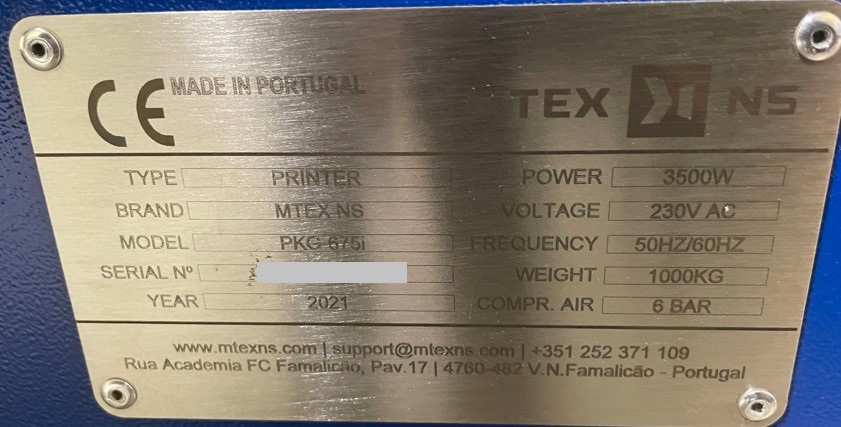 CE MADE IN PORTUGAL
MTEX NS
TYPE PRINTER POWER 3500W
BRAND MTEX NS VOLTAGE 230V AC
MODEL PKG 675i FREQUENCY 50HZ/60HZ
SERIAL Nº WEIGHT 1000KG
YEAR 2021 COMPR. AIR 6 BAR
www.mtexns.com | support@mtexns.com | +351 252 371 109
Rua Academia FC Famalicão, Pav.17 | 4760-482 V.N.Famalicão - Portugal